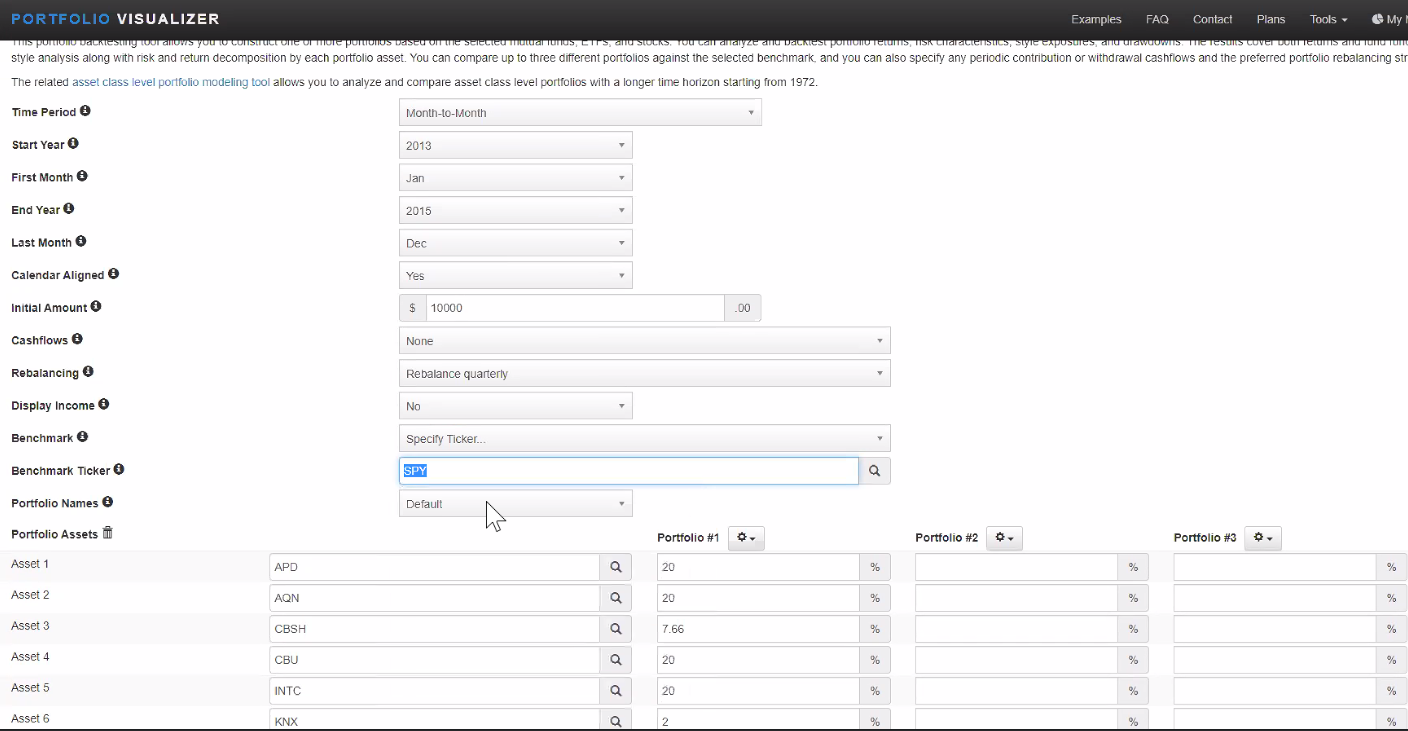 PORTFOLIO VISUALIZER Examples FAQ Contact Plans Tools My
This portfolio backtesting tool allows you to construct one or more portfolios based on the selected mutual funds, ETFs, and stocks. You can analyze and backtest portfolio returns, risk characteristics, style exposures, and drawdowns. The results cover both returns and fund
style analysis along with risk and return decomposition by each portfolio asset. You can compare up to three different portfolios against the selected benchmark, and you can also specify any periodic contribution or withdrawal cashflows and the preferred portfolio rebalancing
The related asset class level portfolio modeling tool allows you to analyze and compare asset class level portfolios with a longer time horizon starting from 1972.
Time Period Month-to-Month
Start Year 2013
First Month Jan
End Year 2015
Last Month Dec
Calendar Aligned Yes
Initial Amount $ 10000 .00
Cashflows None
Rebalancing Rebalance quarterly
Display Income No
Benchmark Specify Ticker...
Benchmark Ticker SPY
Portfolio Names Default
Portfolio Assets Portfolio #1 Portfolio #2 Portfolio #3
Asset 1 APD 20 % % %
Asset 2 AQN 20 % % %
Asset 3 CBSH 7.66 % % %
Asset 4 CBU 20 % % %
Asset 5 INTC 20 % % %
Asset 6 KNX 2 % % %